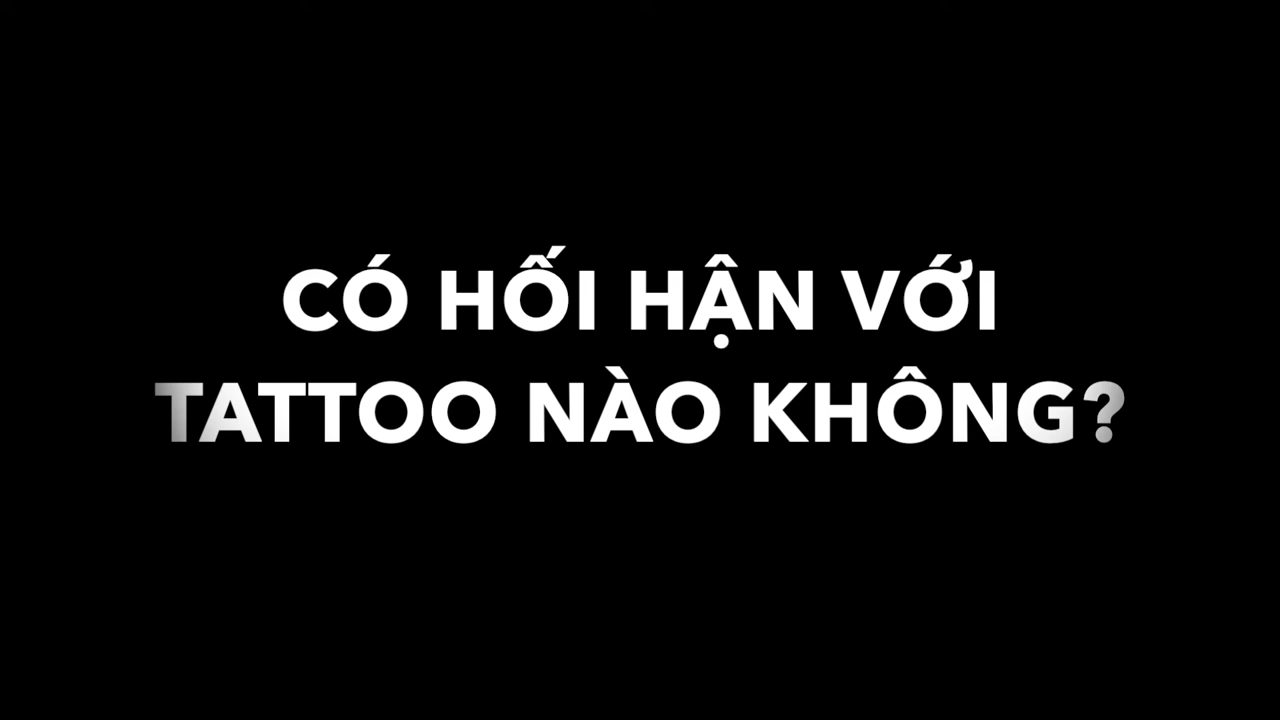 CÓ HỐI HẬN VỚI
TATTOO NÀO KHÔNG?